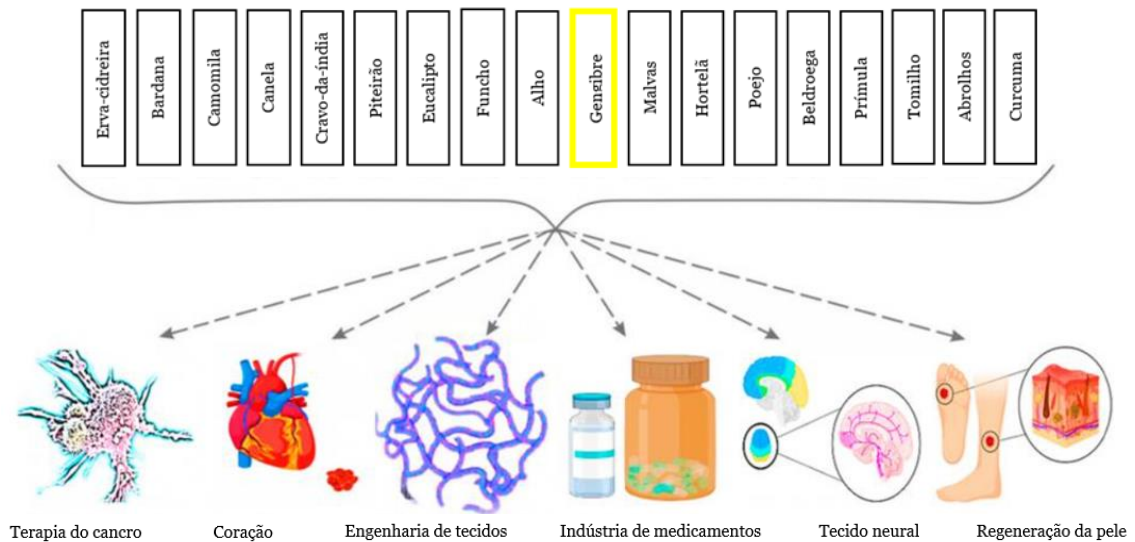 Erva-cidreira
Bardana
Camomila
Canela
Cravo-da-índia
Piteirão
Eucalipto
Funcho
Alho
Gengibre
Malvas
Hortelã
Poejo
Beldroega
Prímula
Tomilho
Abrolhos
Curcuma
Terapia do cancro
Coração
Engenharia de tecidos
Indústria de medicamentos
Tecido neural
Regeneração da pele